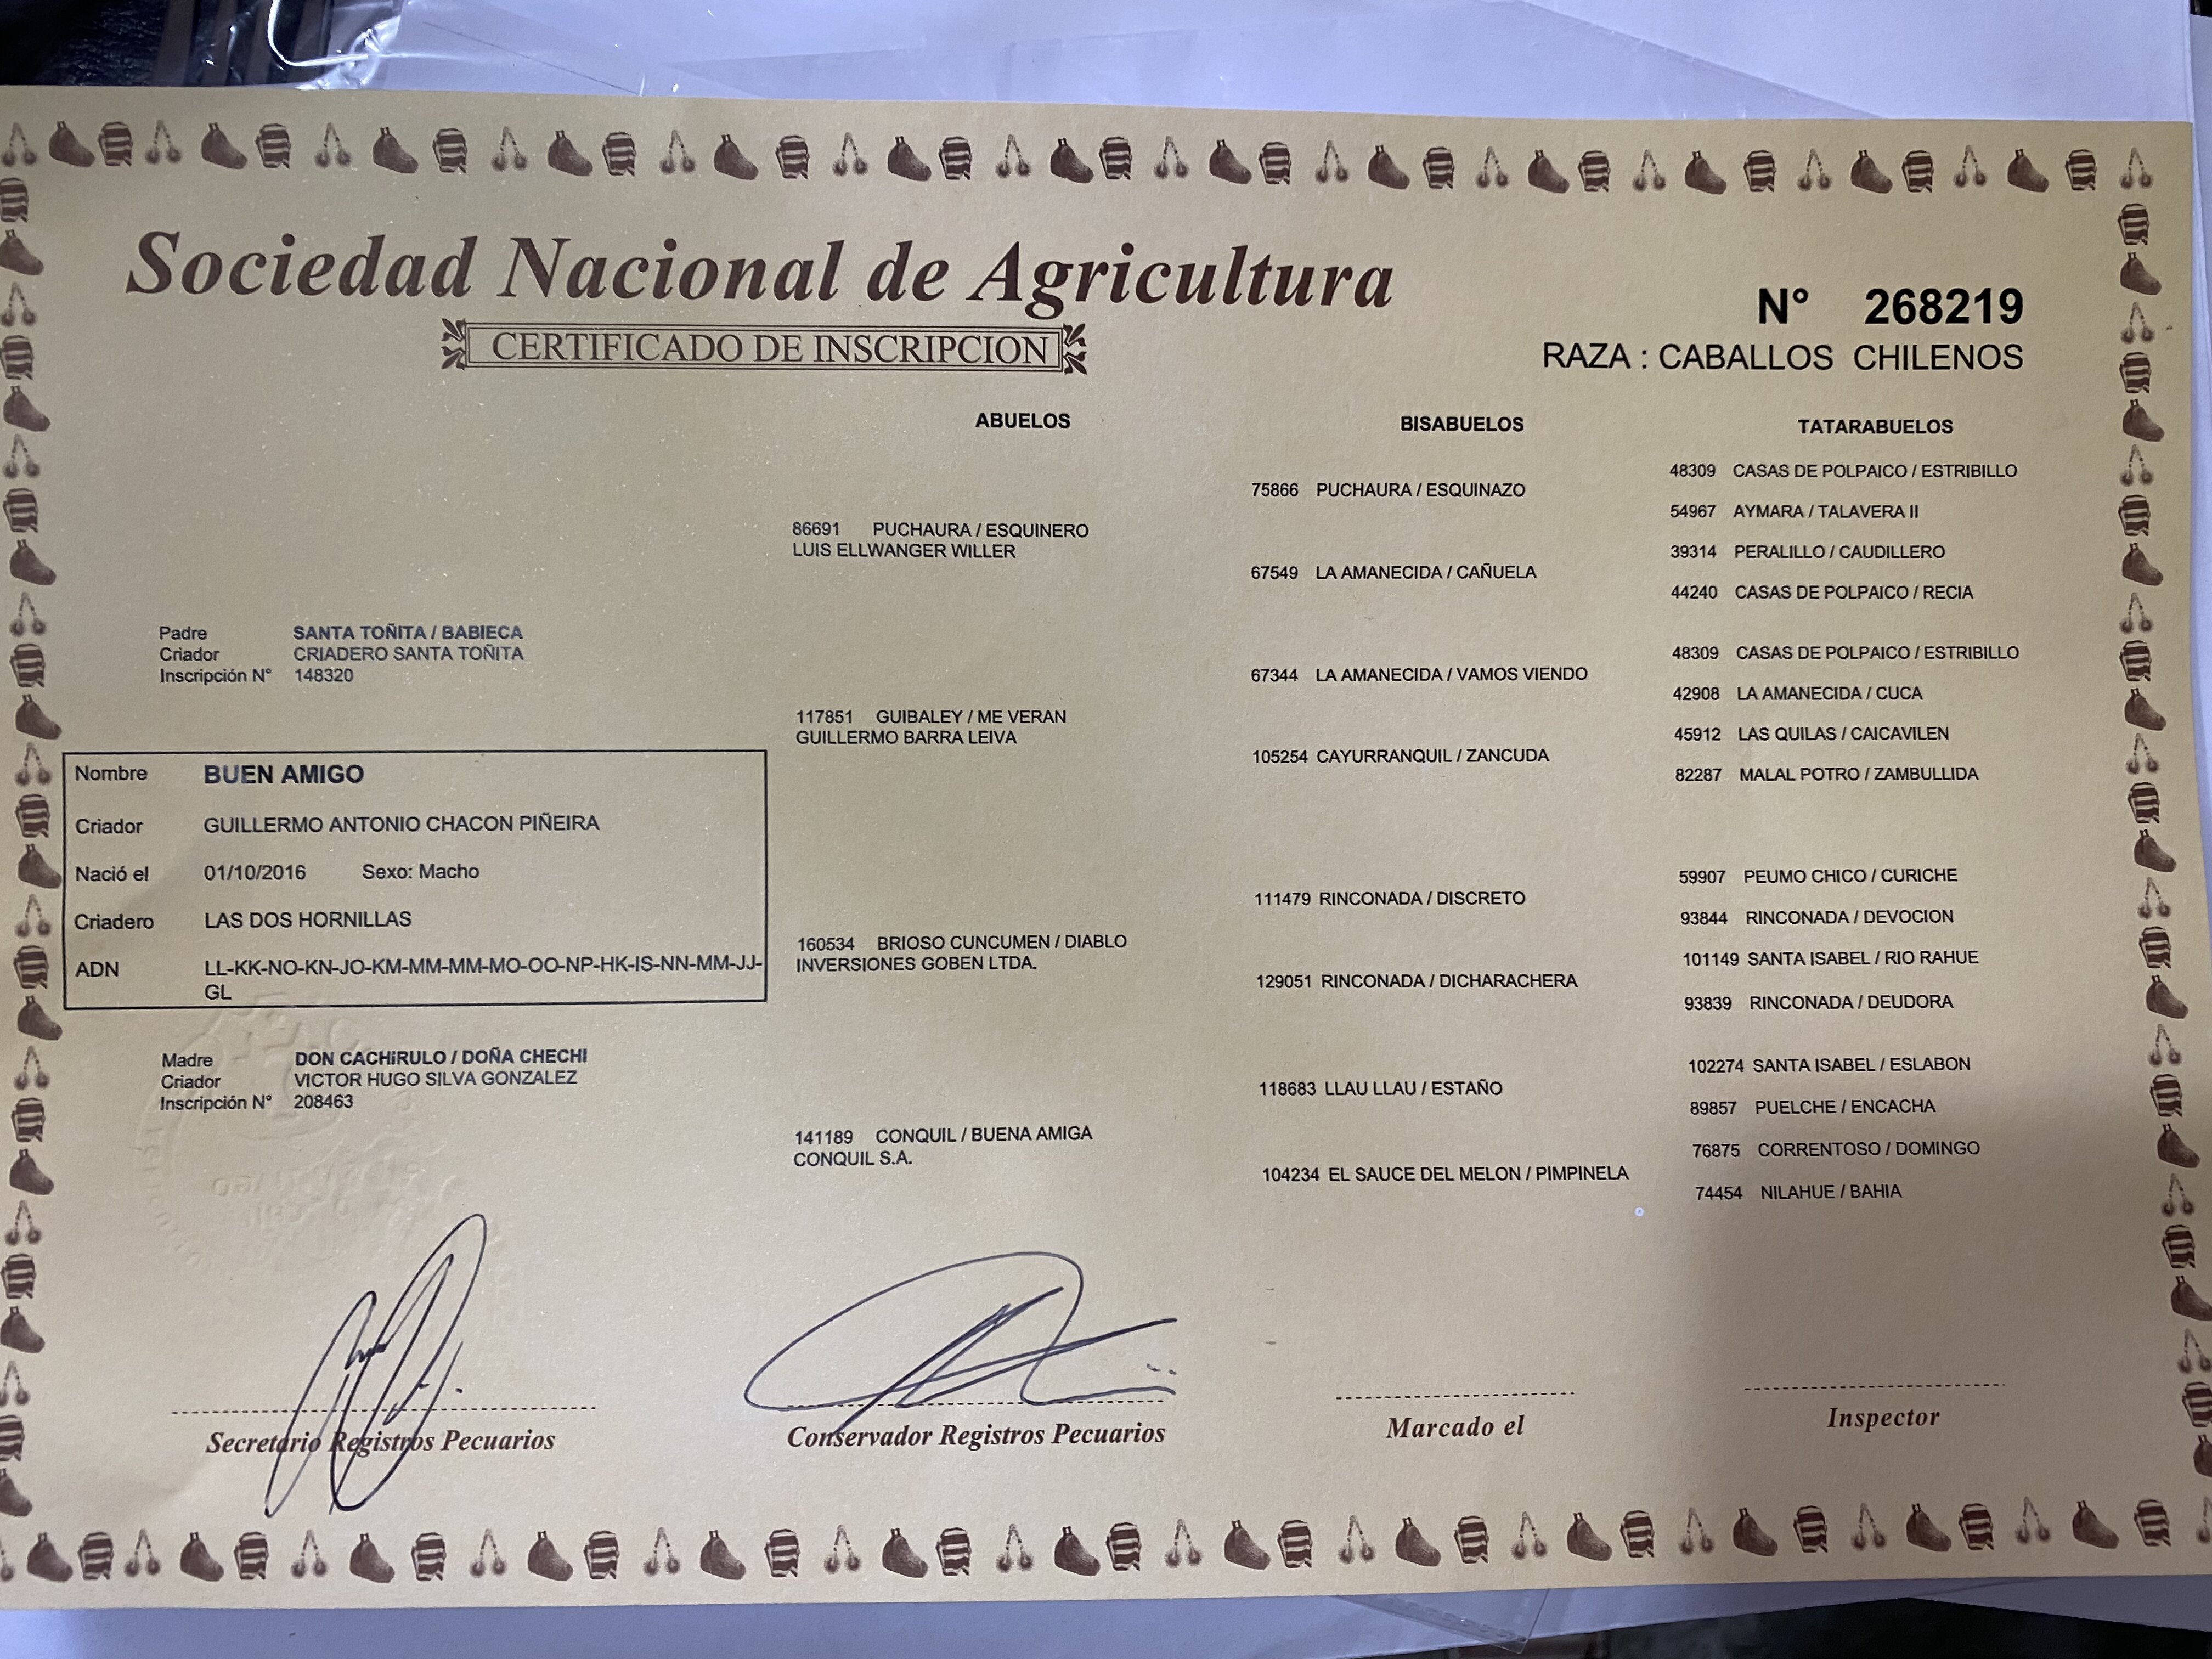 Sociedad Nacional de Agricultura
CERTIFICADO DE INSCRIPCION
N° 268219
RAZA : CABALLOS CHILENOS
ABUELOS
BISABUELOS
TATARABUELOS
Padre SANTA TOÑITA / BABIECA
Criador CRIADERO SANTA TOÑITA
Inscripción N° 148320
Nombre BUEN AMIGO
Criador GUILLERMO ANTONIO CHACON PIÑEIRA
Nació el 01/10/2016 Sexo: Macho
Criadero LAS DOS HORNILLAS
ADN LL-KK-NO-KN-JO-KM-MM-MM-MO-OO-NP-HK-IS-NN-MM-JJ-
GL
Madre DON CACHiRULO / DOÑA CHECHI
Criador VICTOR HUGO SILVA GONZALEZ
Inscripción N° 208463
86691 PUCHAURA / ESQUINERO
LUIS ELLWANGER WILLER
117851 GUIBALEY / ME VERAN
GUILLERMO BARRA LEIVA
160534 BRIOSO CUNCUMEN / DIABLO
INVERSIONES GOBEN LTDA.
141189 CONQUIL / BUENA AMIGA
CONQUIL S.A.
75866 PUCHAURA / ESQUINAZO
67549 LA AMANECIDA / CAÑUELA
67344 LA AMANECIDA / VAMOS VIENDO
105254 CAYURRANQUIL / ZANCUDA
111479 RINCONADA / DISCRETO
129051 RINCONADA / DICHARACHERA
118683 LLAU LLAU / ESTAÑO
104234 EL SAUCE DEL MELON / PIMPINELA
48309 CASAS DE POLPAICO / ESTRIBILLO
54967 AYMARA / TALAVERA II
39314 PERALILLO / CAUDILLERO
44240 CASAS DE POLPAICO / RECIA
48309 CASAS DE POLPAICO / ESTRIBILLO
42908 LA AMANECIDA / CUCA
45912 LAS QUILAS / CAICAVILEN
82287 MALAL POTRO / ZAMBULLIDA
59907 PEUMO CHICO / CURICHE
93844 RINCONADA / DEVOCION
101149 SANTA ISABEL / RIO RAHUE
93839 RINCONADA / DEUDORA
102274 SANTA ISABEL / ESLABON
89857 PUELCHE / ENCACHA
76875 CORRENTOSO / DOMINGO
74454 NILAHUE / BAHIA
Secretario Registros Pecuarios
Conservador Registros Pecuarios
Marcado el
Inspector